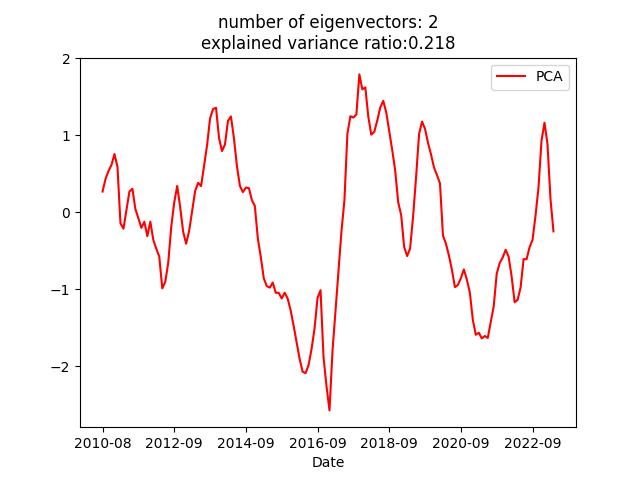 number of eigenvectors: 2
explained variance ratio:0.218
PCA
2
1
0
−1
−2
2010-08 2012-09 2014-09 2016-09 2018-09 2020-09 2022-09
Date